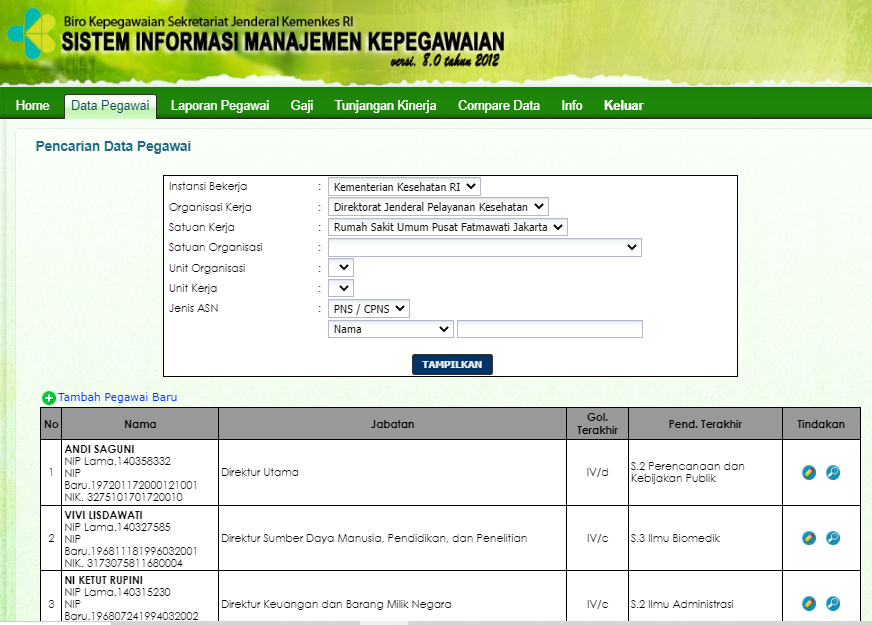 Biro Kepegawaian Sekretariat Jenderal Kemenkes RI
SISTEM INFORMASI MANAJEMEN KEPEGAWAIAN
versi. 8.0 tahun 2012
Home Data Pegawai Laporan Pegawai Gaji Tunjangan Kinerja Compare Data Info Keluar
Pencarian Data Pegawai
Instansi Bekerja : Kementerian Kesehatan RI
Organisasi Kerja : Direktorat Jenderal Pelayanan Kesehatan
Satuan Kerja : Rumah Sakit Umum Pusat Fatmawati Jakarta
Satuan Organisasi :
Unit Organisasi :
Unit Kerja :
Jenis ASN : PNS / CPNS
Nama
TAMPILKAN
Tambah Pegawai Baru
No Nama Jabatan Gol. Terakhir Pend. Terakhir Tindakan
1
ANDI SAGUNI
NIP Lama.140358332
NIP
Baru.197201172000121001
NIK. 3275101701720010
Direktur Utama
IV/d
S.2 Perencanaan dan
Kebijakan Publik
2
VIVI LISDAWATI
NIP Lama.140327585
NIP
Baru.196811181996032001
NIK. 3173075811680004
Direktur Sumber Daya Manusia, Pendidikan, dan Penelitian
IV/c
S.3 Ilmu Biomedik
3
NI KETUT RUPINI
NIP Lama.140315230
NIP
Baru.196807241994032002
Direktur Keuangan dan Barang Milik Negara
IV/c
S.2 Ilmu Administrasi